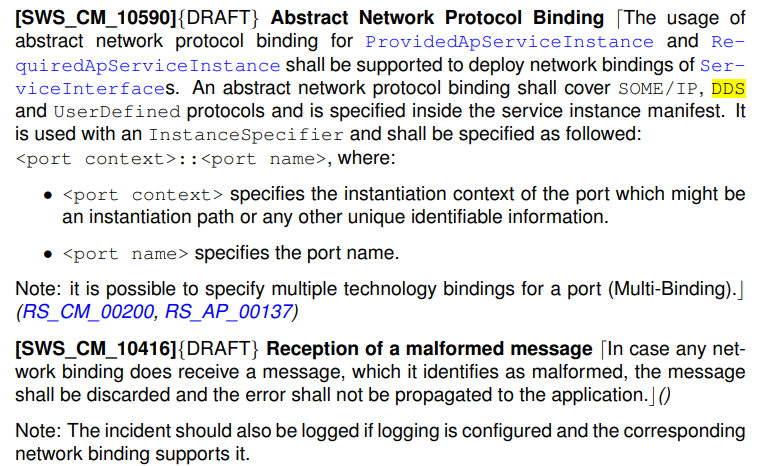 [SWS_CM_10590]{DRAFT} Abstract Network Protocol Binding ⌈The usage of
abstract network protocol binding for ProvidedApServiceInstance and Re-
quiredApServiceInstance shall be supported to deploy network bindings of Ser-
viceInterfaces. An abstract network protocol binding shall cover SOME/IP, DDS
and UserDefined protocols and is specified inside the service instance manifest. It
is used with an InstanceSpecifier and shall be specified as followed:
<port context>::<port name>, where:
• <port context> specifies the instantiation context of the port which might be
an instantiation path or any other unique identifiable information.
• <port name> specifies the port name.
Note: it is possible to specify multiple technology bindings for a port (Multi-Binding).⌋
(RS_CM_00200, RS_AP_00137)
[SWS_CM_10416]{DRAFT} Reception of a malformed message ⌈In case any net-
work binding does receive a message, which it identifies as malformed, the message
shall be discarded and the error shall not be propagated to the application.⌋()
Note: The incident should also be logged if logging is configured and the corresponding
network binding supports it.